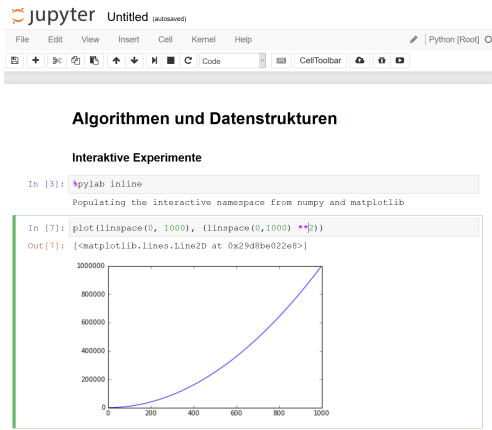 jupyter Untitled (autosaved)
File Edit View Insert Cell Kernel Help Python [Root]
Code CellToolbar
Algorithmen und Datenstrukturen
Interaktive Experimente
In [3]: %pylab inline
Populating the interactive namespace from numpy and matplotlib
In [7]: plot(linspace(0, 1000), (linspace(0,1000) **2))
Out[7]: [<matplotlib.lines.Line2D at 0x29d8be022e8>]
1000000
800000
600000
400000
200000
0
0 200 400 600 800 1000